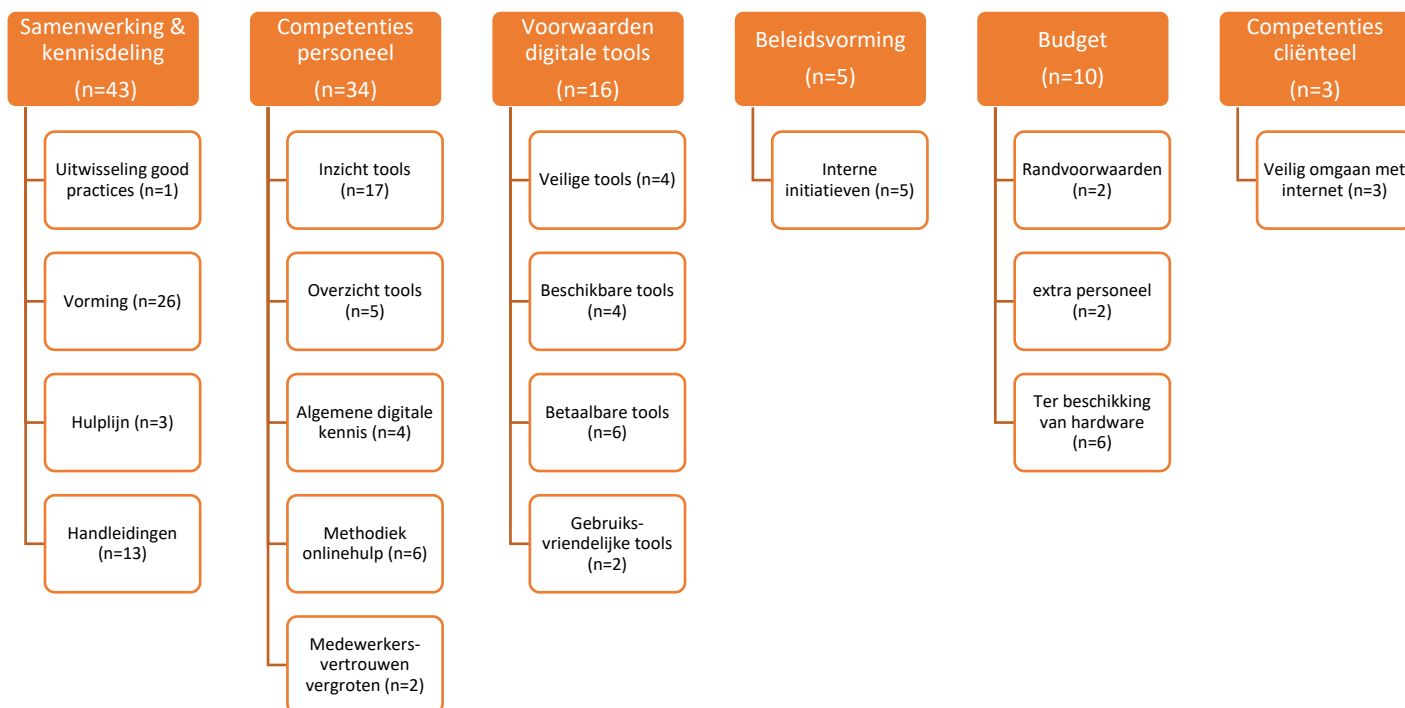 Samenwerking &
kennisdeling
(n=43)
Uitwisseling good
practices (n=1)
Vorming (n=26)
Hulplijn (n=3)
Handleidingen
(n=13)
Competenties
personeel
(n=34)
Inzicht tools
(n=17)
Overzicht tools
(n=5)
Algemene digitale
kennis (n=4)
Methodiek
onlinehulp (n=6)
Medewerkers-
vertrouwen
vergroten (n=2)
Voorwaarden
digitale tools
(n=16)
Veilige tools (n=4)
Beschikbare tools
(n=4)
Betaalbare tools
(n=6)
Gebruiks-
vriendelijke tools
(n=2)
Beleidsvorming
(n=5)
Interne
initiatieven (n=5)
Budget
(n=10)
Randvoorwaarden
(n=2)
extra personeel
(n=2)
Ter beschikking
van hardware
(n=6)
Competenties
cliënteel
(n=3)
Veilig omgaan met
internet (n=3)